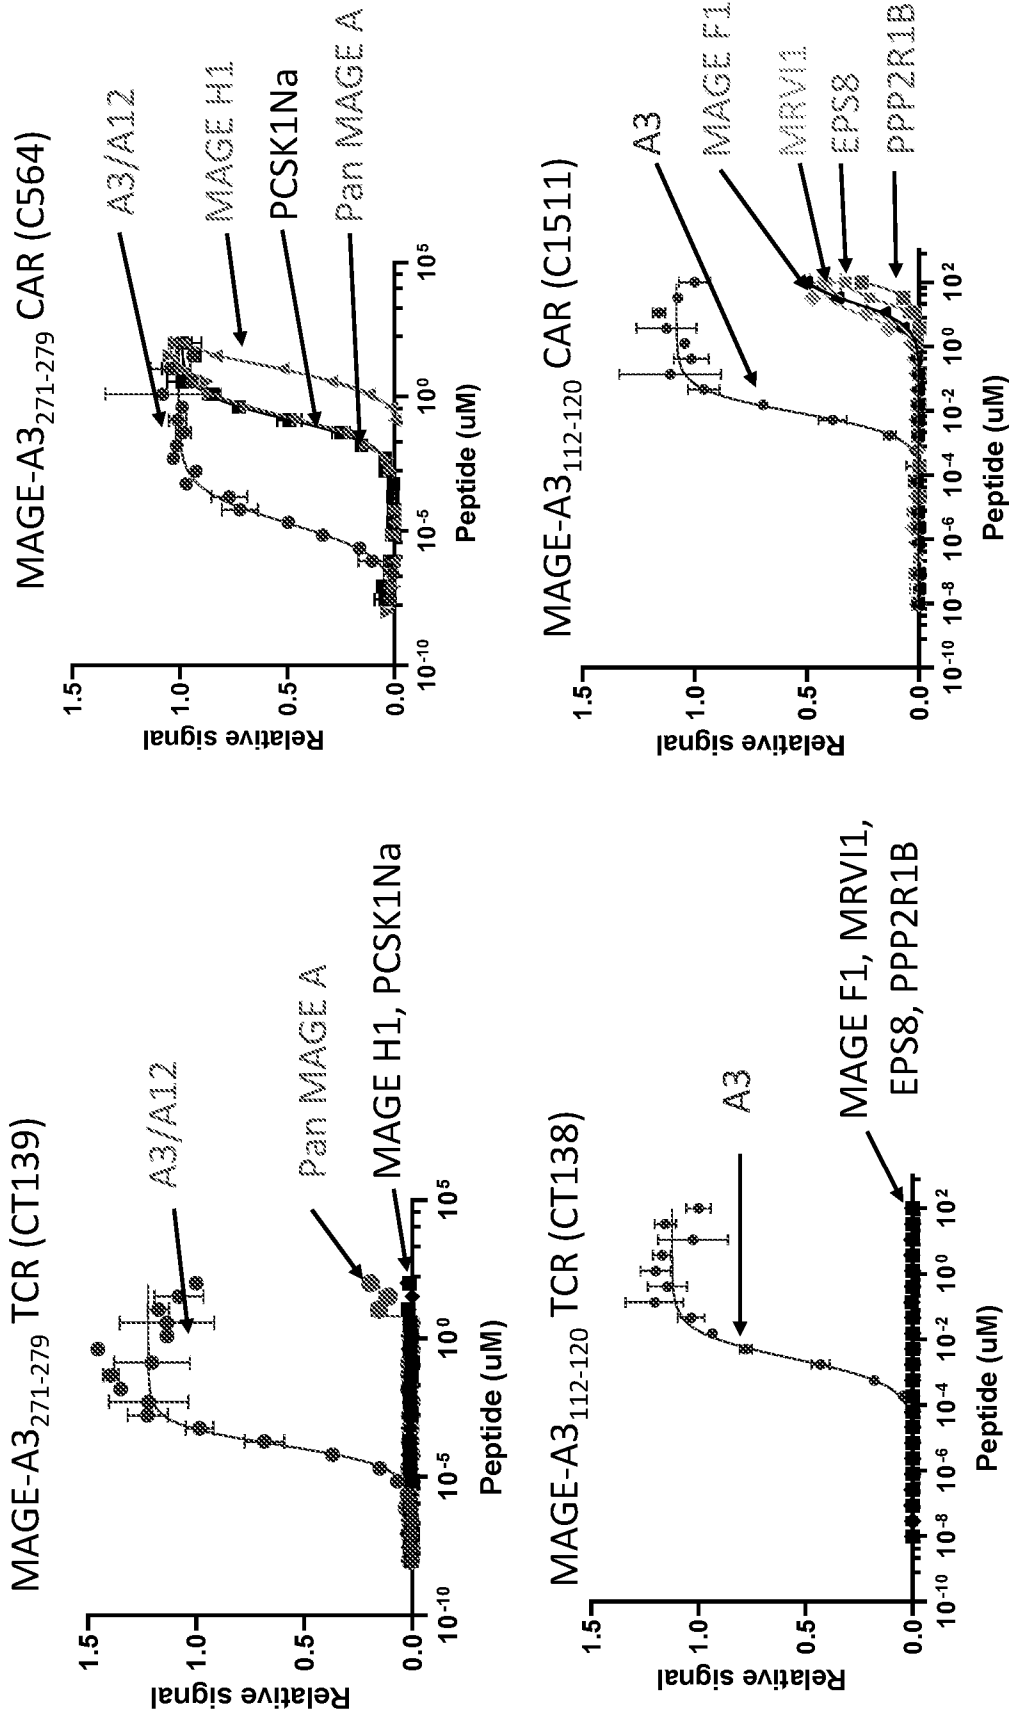 MAGE-A3271-279 TCR (CT139)
1.5
1.0
0.5
0.0
Relative signal
10-10
10-5
100
105
Peptide (uM)
A3/A12
Pan MAGE A
MAGE H1, PCSK1Na
MAGE-A3271-279 CAR (C564)
1.5
1.0
0.5
0.0
Relative signal
10-10
10-5
100
105
Peptide (uM)
A3/A12
MAGE H1
PCSK1Na
Pan MAGE A
MAGE-A3112-120 TCR (CT138)
1.5
1.0
0.5
0.0
Relative signal
10-10
10-8
10-6
10-4
10-2
100
102
Peptide (uM)
A3
MAGE F1, MRVI1,
EPS8, PPP2R1B
MAGE-A3112-120 CAR (C1511)
1.5
1.0
0.5
0.0
Relative signal
10-10
10-8
10-6
10-4
10-2
100
102
Peptide (uM)
A3
MAGE F1
MRVI1
EPS8
PPP2R1B